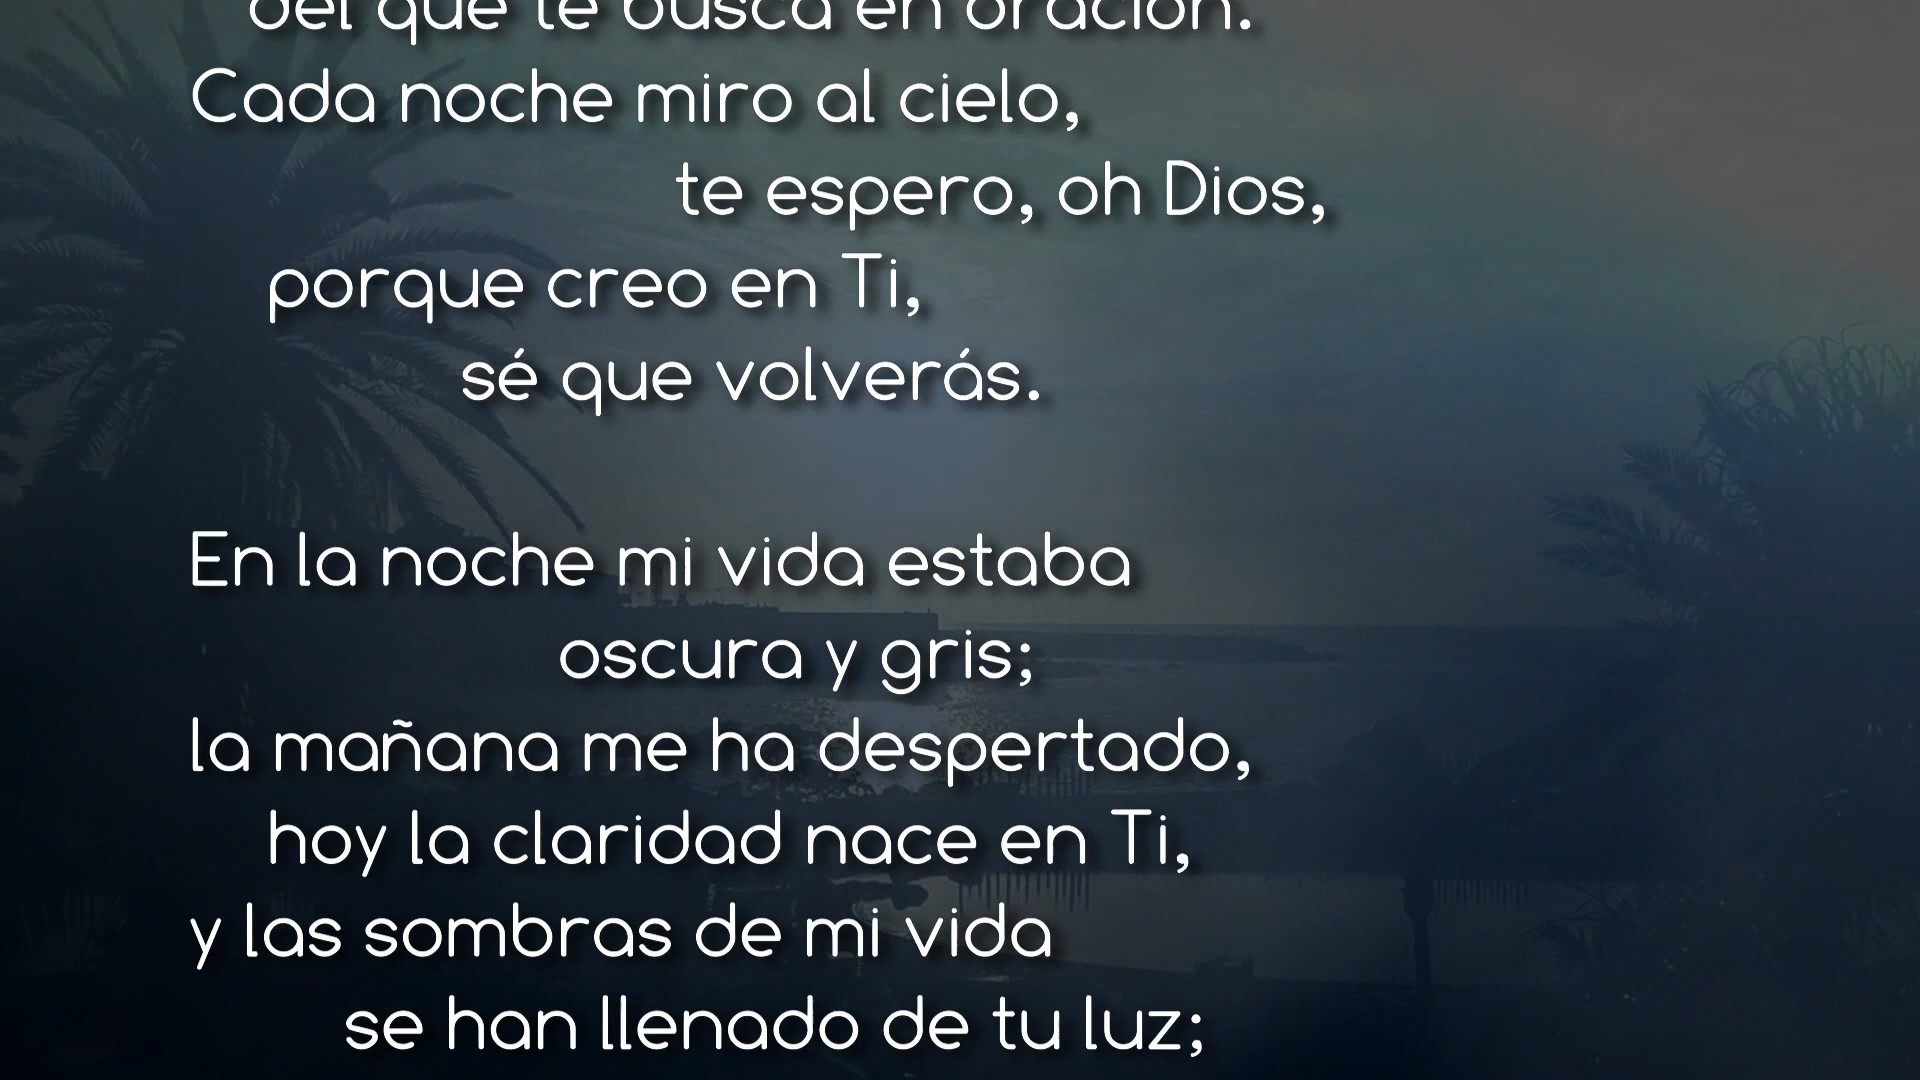 del que te busca en oración.
Cada noche miro al cielo,
te espero, oh Dios,
porque creo en Ti,
sé que volverás.
En la noche mi vida estaba
oscura y gris;
la mañana me ha despertado,
hoy la claridad nace en Ti,
y las sombras de mi vida
se han llenado de tu luz;